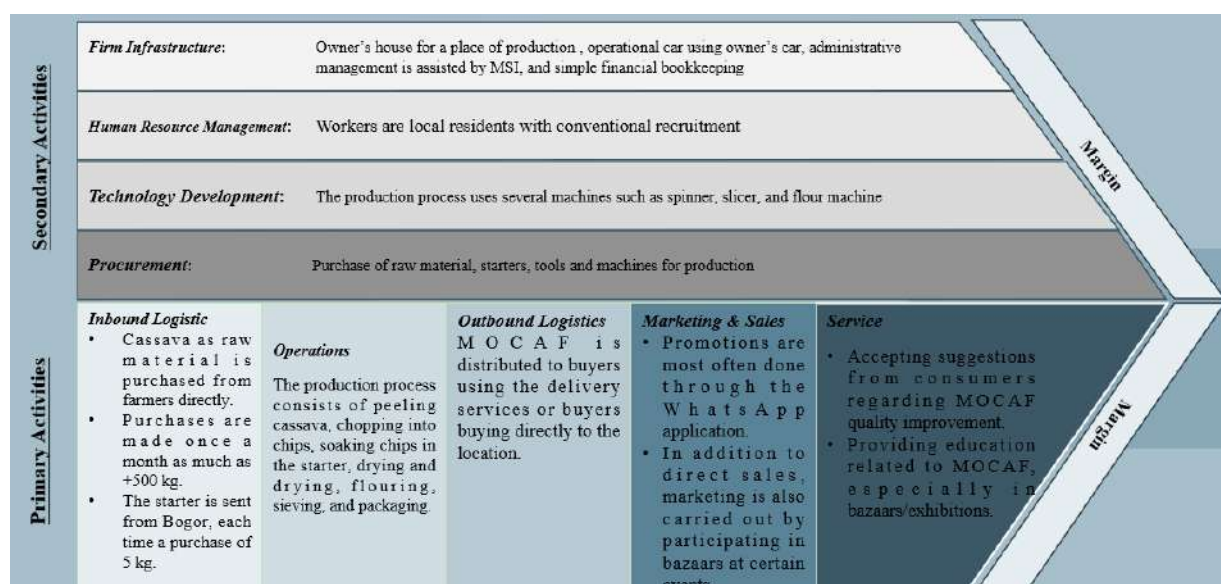 Secondary Activities
Firm Infrastructure:
Owner's house for a place of production , operational car using owner's car, administrative
management is assisted by MSI, and simple financial bookkeeping
Human Resource Management:
Workers are local residents with conventional recruitment
Technology Development:
The production process uses several machines such as spinner, slicer, and flour machine
Procurement:
Purchase of raw material, starters, tools and machines for production
Margin
Primary Activities
Inbound Logistic
• Cassava as raw
material is
purchased from
farmers directly.
• Purchases are
made once a
month as much as
+500 kg.
• The starter is sent
from Bogor, each
time a purchase of
5 kg.
Operations
The production process
consists of peeling
cassava, chopping into
chips, soaking chips in
the starter, drying and
drying, flouring,
sieving, and packaging.
Outbound Logistics
MOCAF is
distributed to buyers
using the delivery
services or buyers
buying directly to the
location.
Marketing & Sales
• Promotions are
most often done
through the
WhatsApp
application.
• In addition to
direct sales,
marketing is also
carried out by
participating in
bazaars at certain
Service
• Accepting suggestions
from consumers
regarding MOCAF
quality improvement.
• Providing education
related to MOCAF,
especially in
bazaars/exhibitions.
Margin